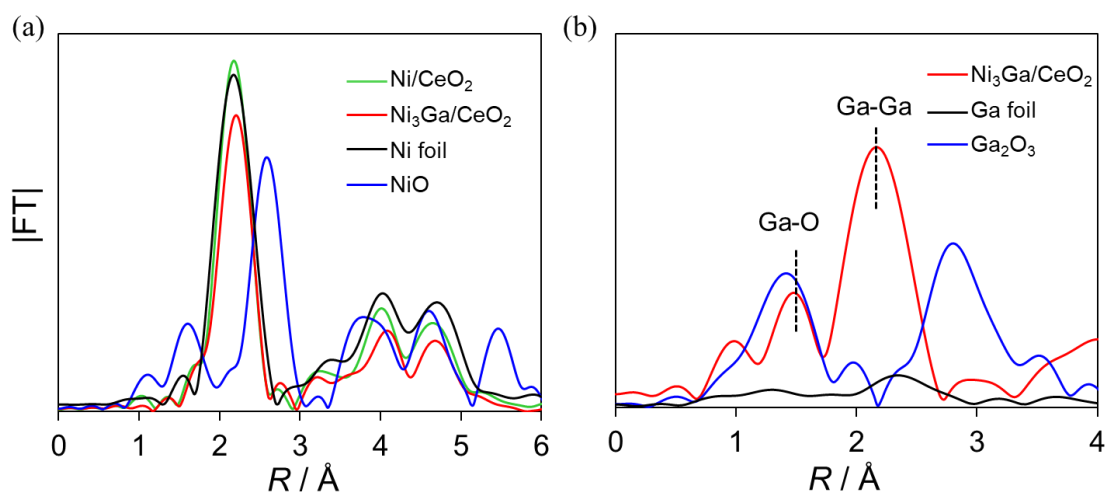 (a)
Ni/CeO₂
Ni₃Ga/CeO₂
Ni foil
NiO
|FT|
0 1 2 3 4 5 6
R / Å
(b)
Ni₃Ga/CeO₂
Ga foil
Ga₂O₃
Ga-Ga
Ga-O
0 1 2 3 4
R / Å